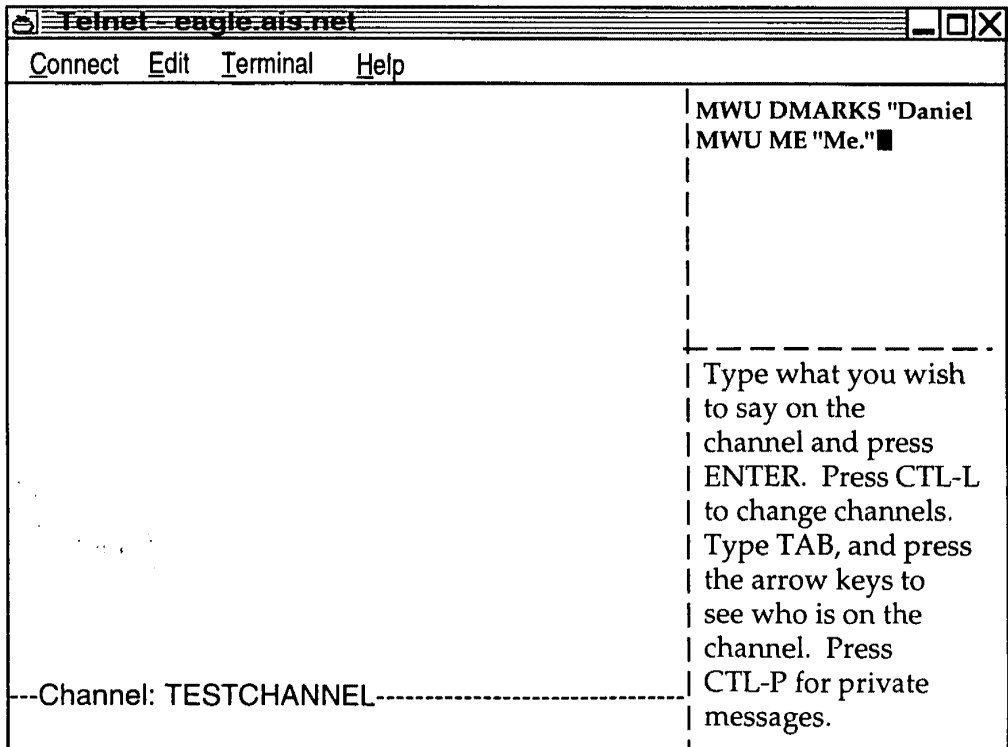 Telnet - eagle.ais.net
Connect Edit Terminal Help
MWU DMARKS "Daniel
MWU ME "Me."
Type what you wish
to say on the
channel and press
ENTER. Press CTL-L
to change channels.
Type TAB, and press
the arrow keys to
see who is on the
channel. Press
CTL-P for private
messages.
---Channel: TESTCHANNEL---------------------------